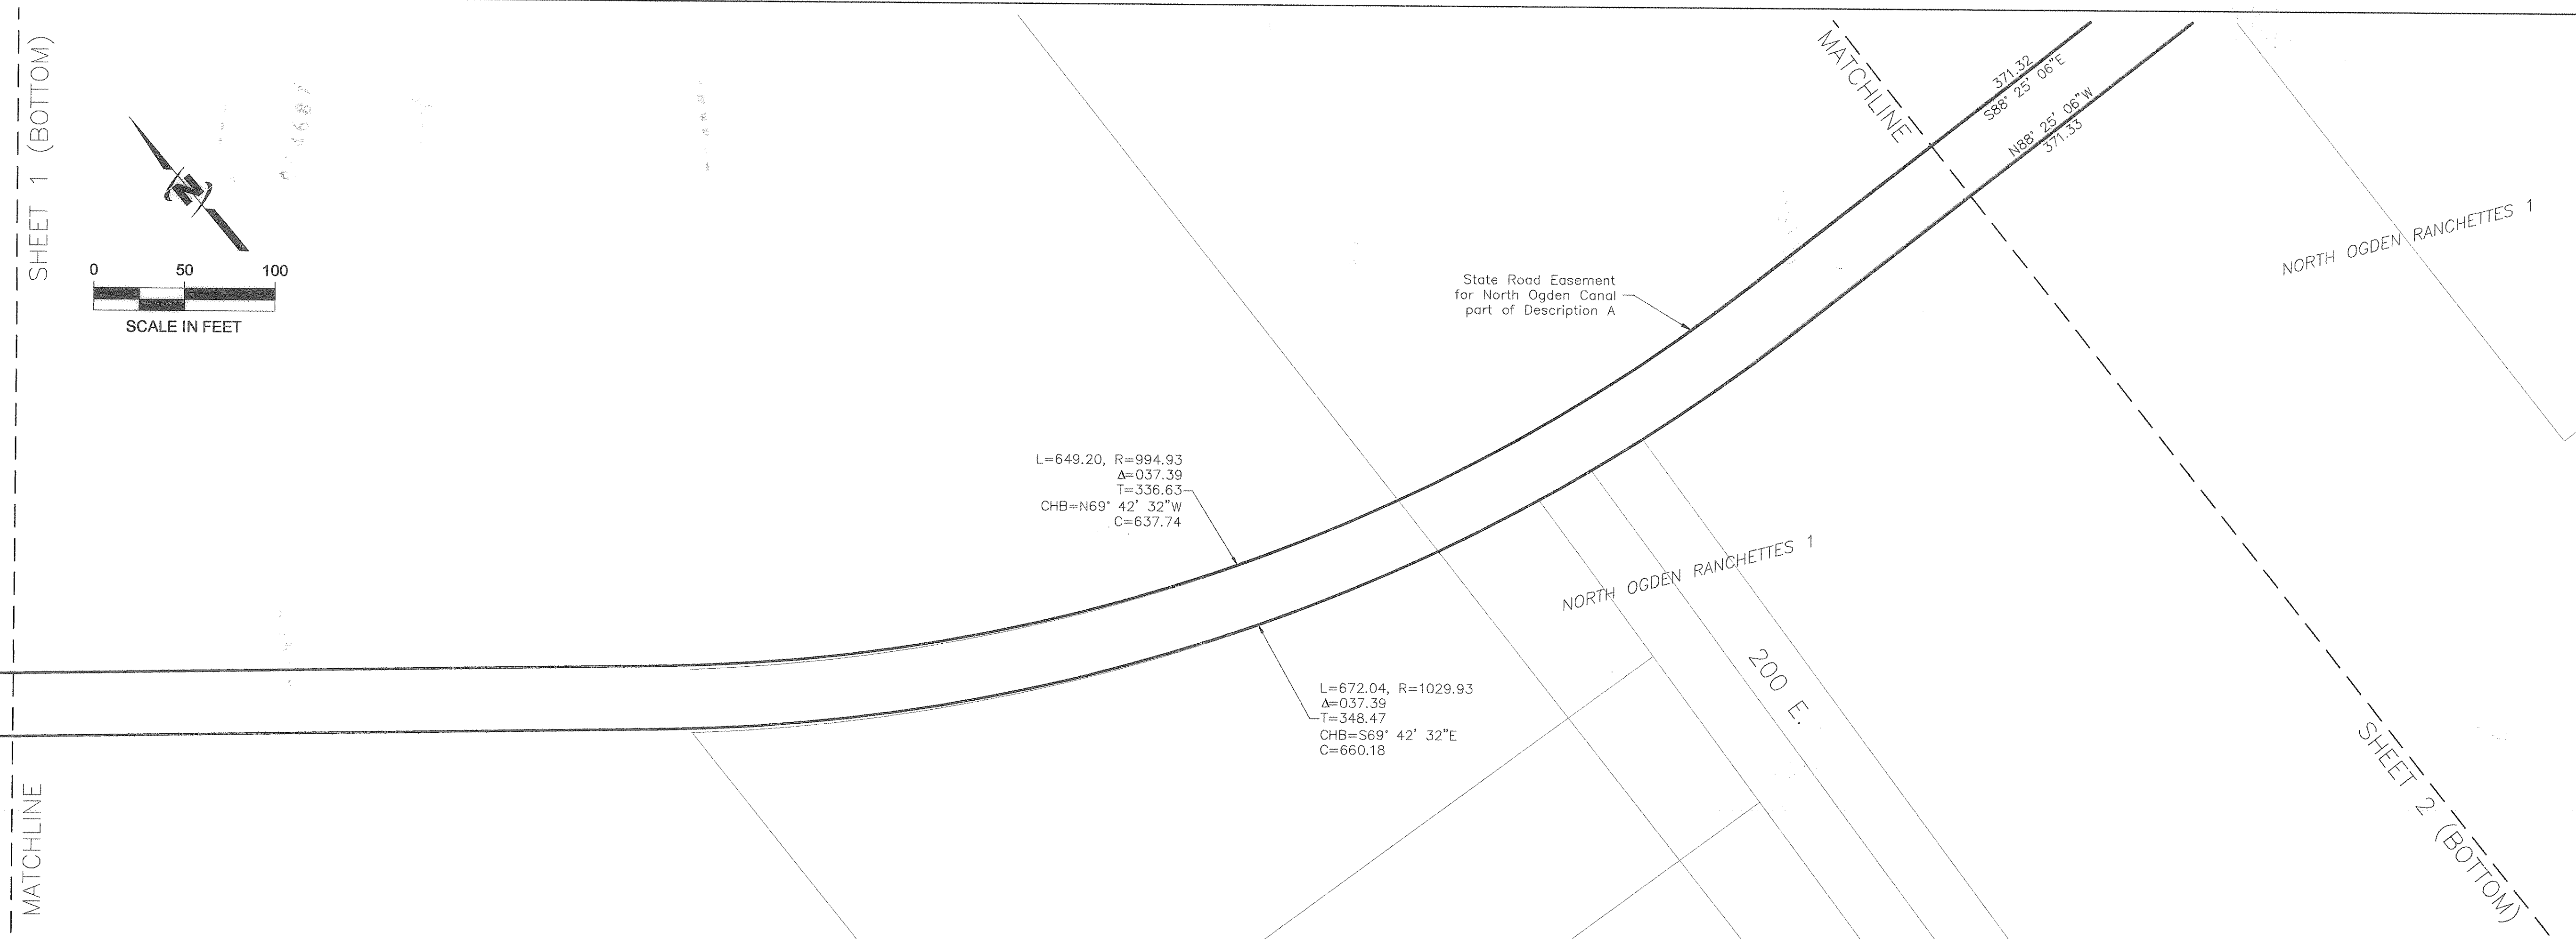 SHEET 1 (BOTTOM)
MATCHLINE
N
0 50 100
SCALE IN FEET
MATCHLINE
371.32
S88° 25' 06"E
N88° 25' 06"W
371.33
NORTH OGDEN RANCHETTES 1
State Road Easement
for North Ogden Canal
part of Description A
L=649.20, R=994.93
Δ=037.39
T=336.63
CHB=N69° 42' 32"W
C=637.74
NORTH OGDEN RANCHETTES 1
200 E.
L=672.04, R=1029.93
Δ=037.39
T=348.47
CHB=S69° 42' 32"E
C=660.18
SHEET 2 (BOTTOM)